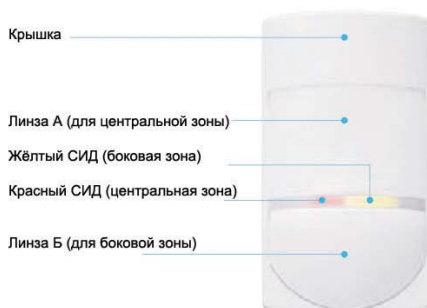 Крышка
Линза А (для центральной зоны)
Жёлтый СИД (боковая зона)
Красный СИД (центральная зона)
Линза Б (для боковой зоны)